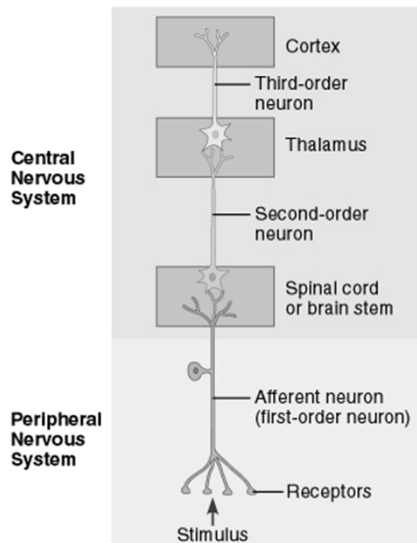 Cortex
Third-order
neuron
Thalamus
Central
Nervous
System
Second-order
neuron
Spinal cord
or brain stem
Afferent neuron
(first-order neuron)
Peripheral
Nervous
System
Receptors
Stimulus